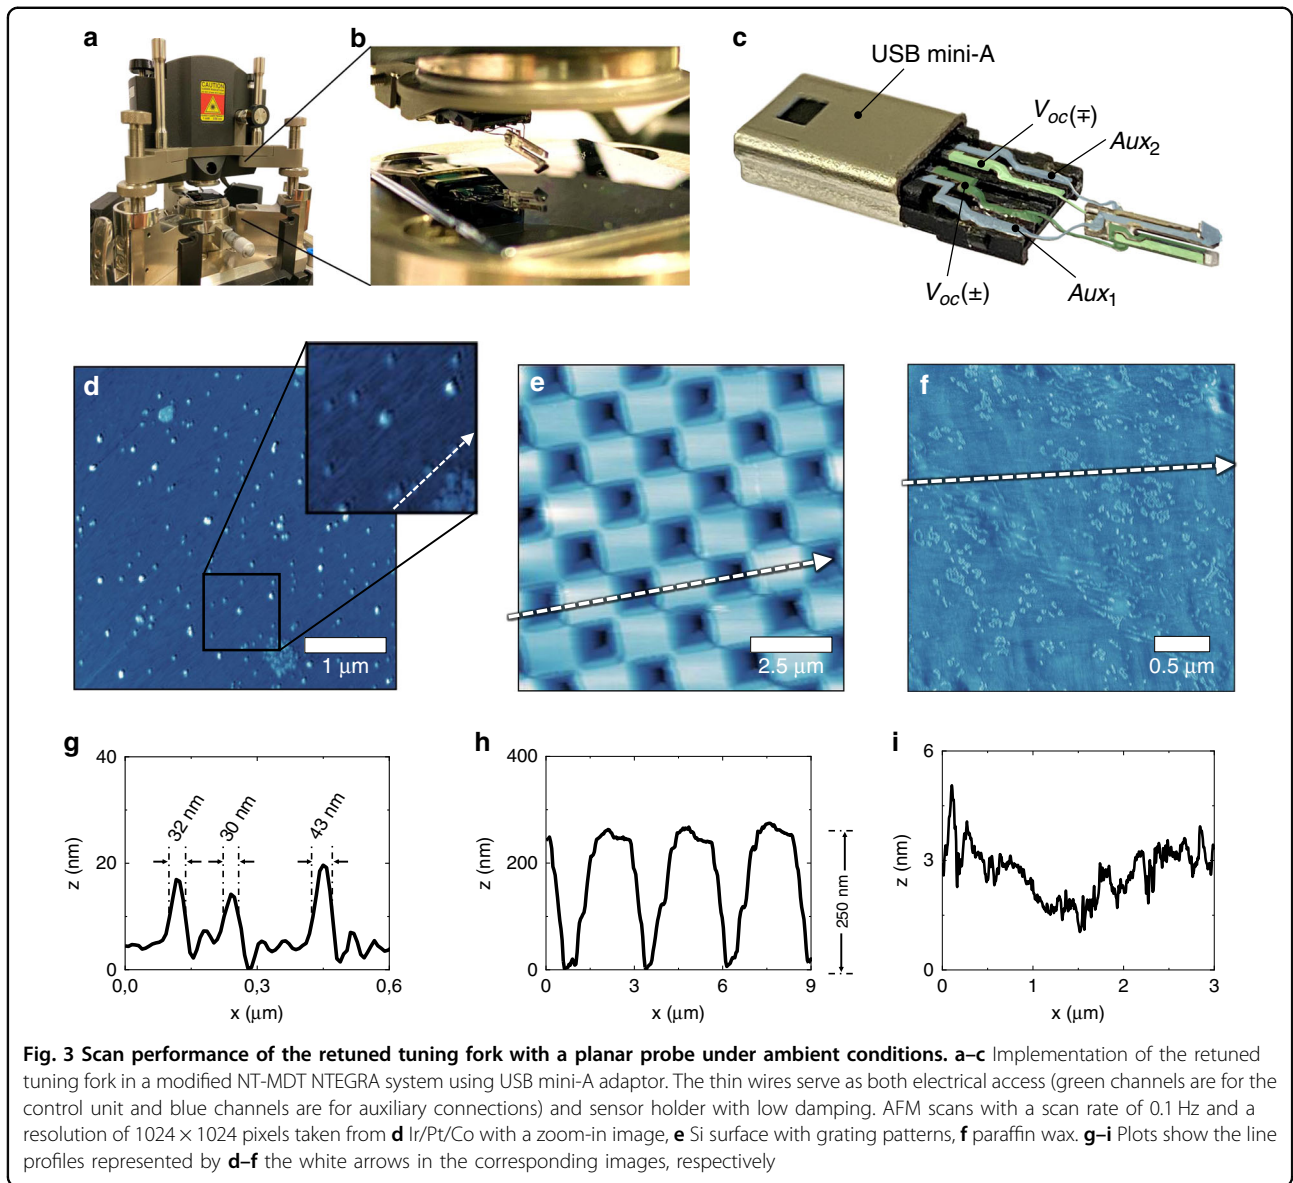 a
b
c
CAUTION
USB mini-A
Voc(∓)
Aux2
Voc(±)
Aux1
d
1 μm
e
2.5 μm
f
0.5 μm
g
40
20
0
z (nm)
32 nm
30 nm
43 nm
0,0
0,3
0,6
x (μm)
h
400
200
0
z (nm)
250 nm
0
3
6
9
x (μm)
i
6
3
0
z (nm)
0
1
2
3
x (μm)
Fig. 3 Scan performance of the retuned tuning fork with a planar probe under ambient conditions. a–c Implementation of the retuned
tuning fork in a modified NT-MDT NTEGRA system using USB mini-A adaptor. The thin wires serve as both electrical access (green channels are for the
control unit and blue channels are for auxiliary connections) and sensor holder with low damping. AFM scans with a scan rate of 0.1 Hz and a
resolution of 1024 × 1024 pixels taken from d Ir/Pt/Co with a zoom-in image, e Si surface with grating patterns, f paraffin wax. g–i Plots show the line
profiles represented by d–f the white arrows in the corresponding images, respectively